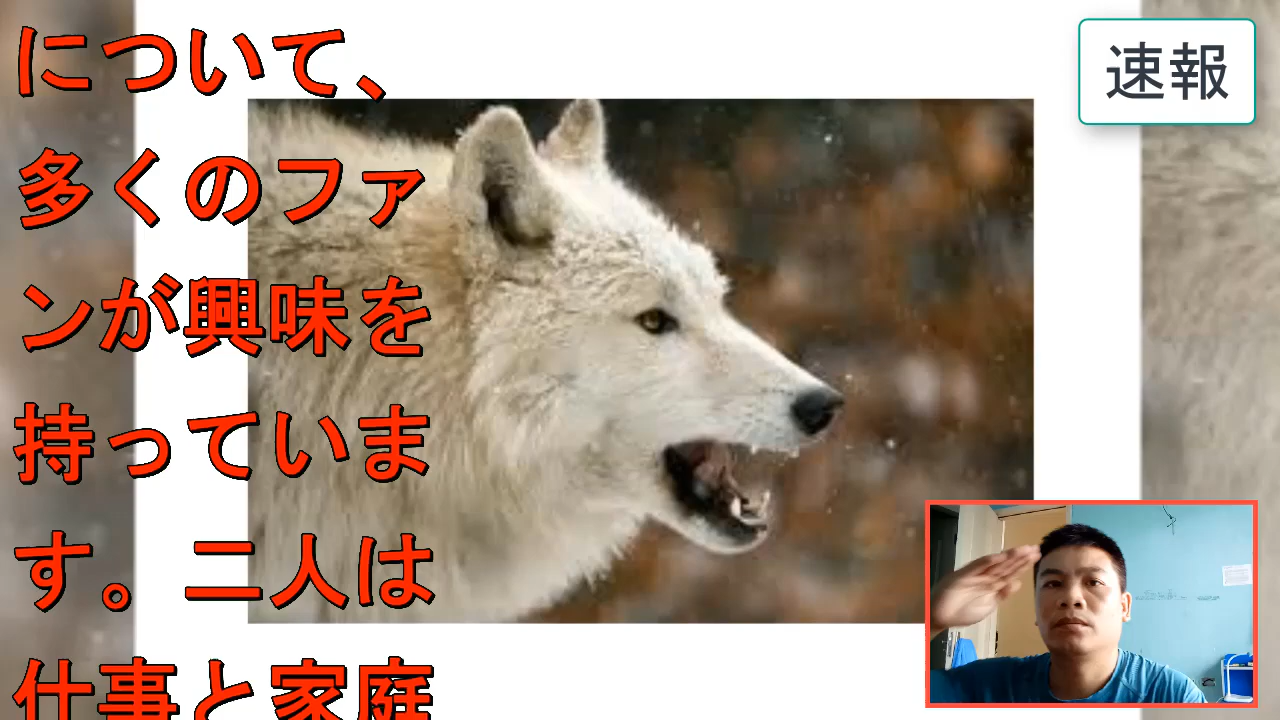 について、
多くのファ
ンが興味を
持っていま
す。二人は
仕事と家庭
速報